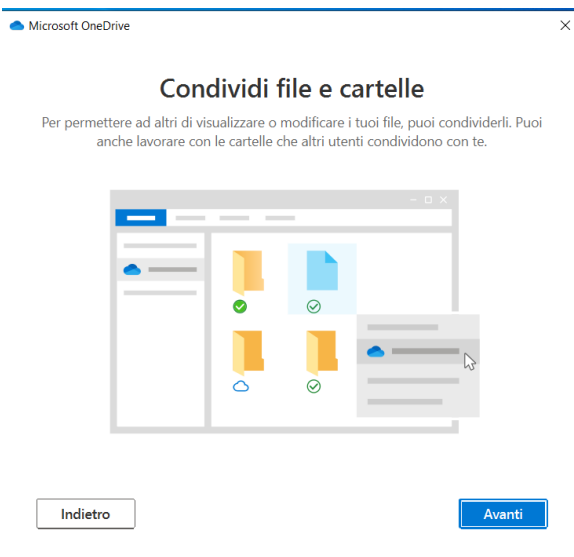 Microsoft OneDrive
Condividi file e cartelle
Per permettere ad altri di visualizzare o modificare i tuoi file, puoi condividerli. Puoi
anche lavorare con le cartelle che altri utenti condividono con te.
Indietro
Avanti